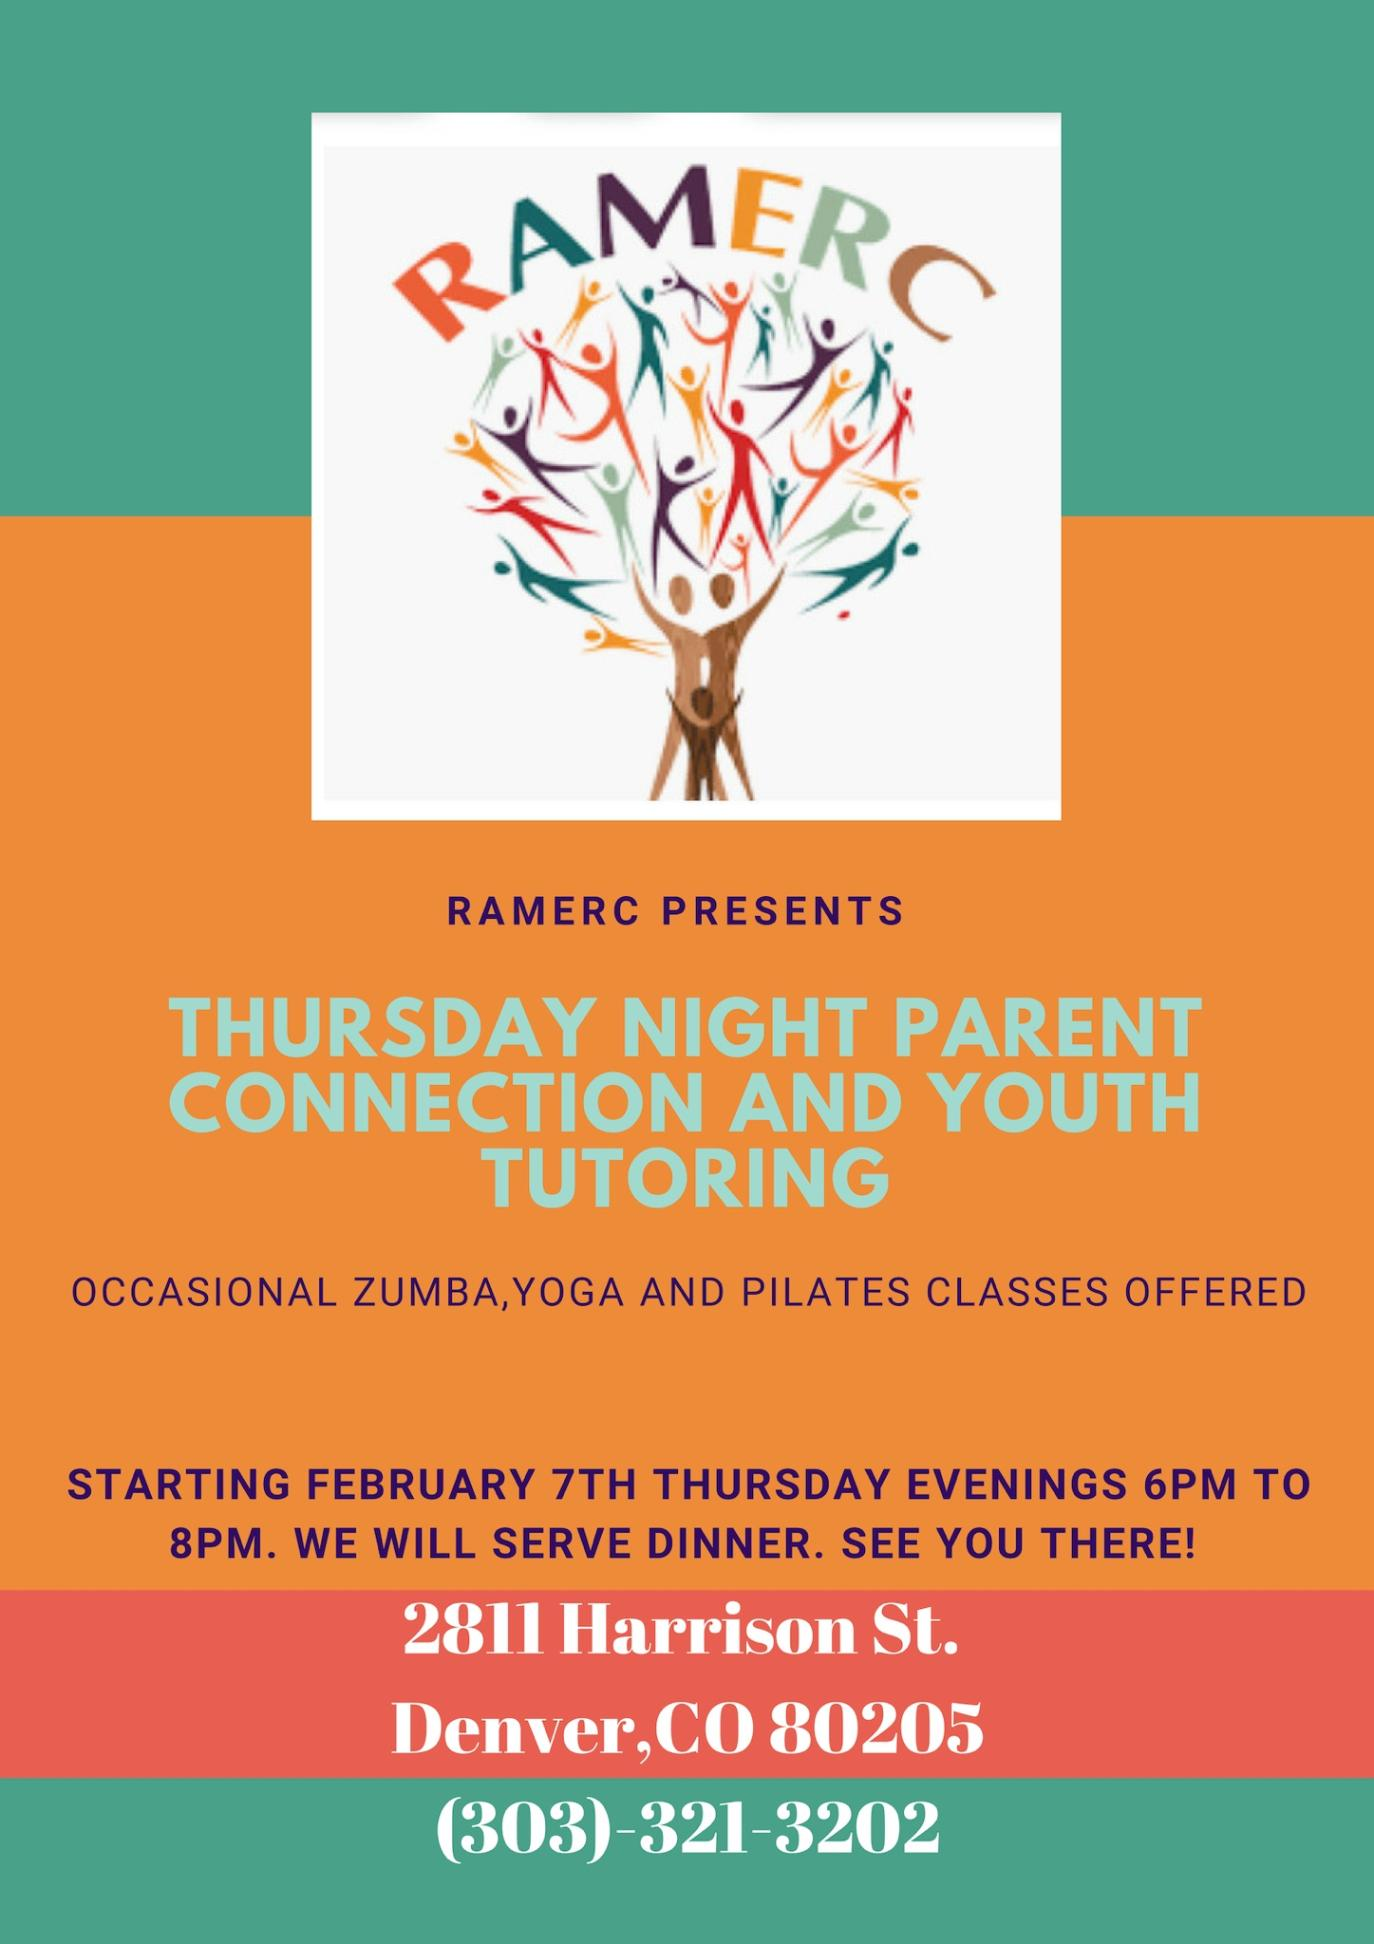 RAMERC
RAMERC PRESENTS
THURSDAY NIGHT PARENT
CONNECTION AND YOUTH
TUTORING
OCCASIONAL ZUMBA,YOGA AND PILATES CLASSES OFFERED
STARTING FEBRUARY 7TH THURSDAY EVENINGS 6PM TO
8PM. WE WILL SERVE DINNER. SEE YOU THERE!
2811 Harrison St.
Denver,CO 80205
(303)-321-3202